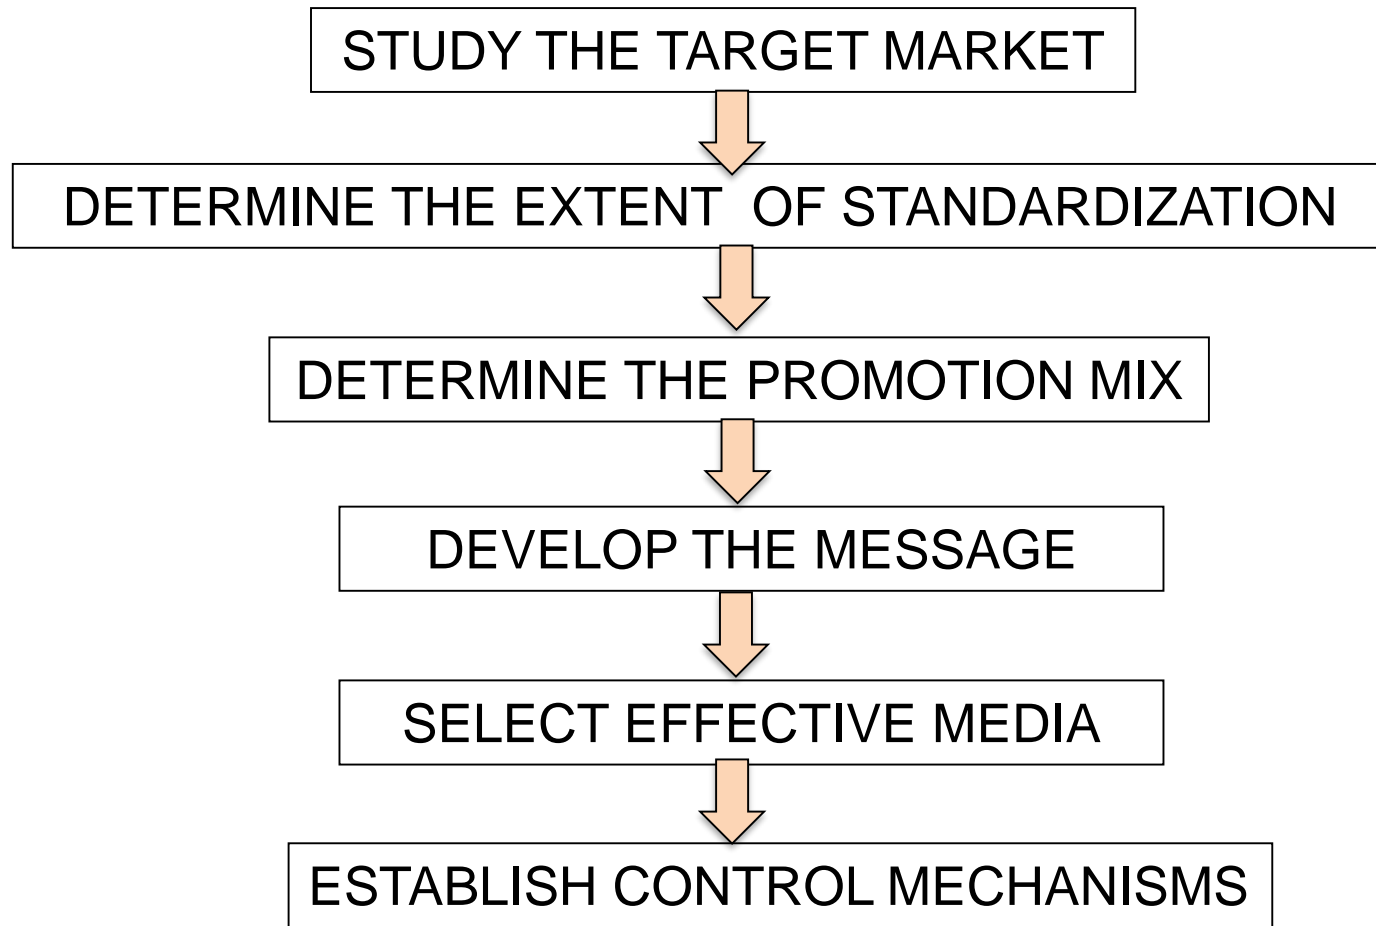 STUDY THE TARGET MARKET
DETERMINE THE EXTENT OF STANDARDIZATION
DETERMINE THE PROMOTION MIX
DEVELOP THE MESSAGE
SELECT EFFECTIVE MEDIA
ESTABLISH CONTROL MECHANISMS